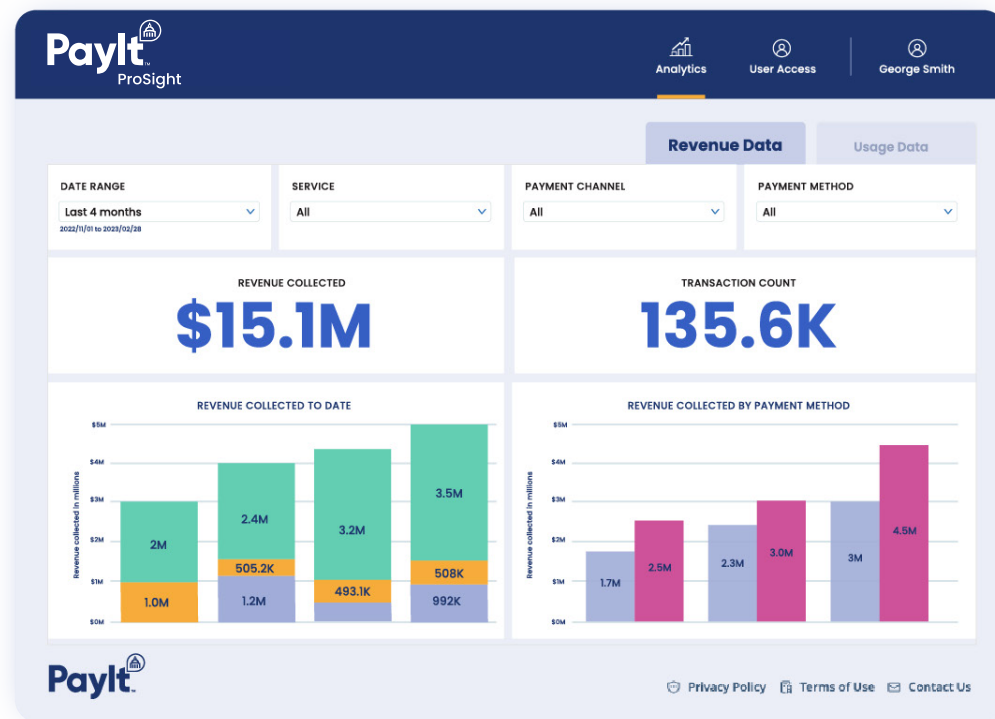 PayIt™
ProSight
Analytics
User Access
George Smith
Revenue Data
Usage Data
DATE RANGE
Last 4 months
2022/11/01 to 2023/02/28
SERVICE
All
PAYMENT CHANNEL
All
PAYMENT METHOD
All
REVENUE COLLECTED
$15.1M
TRANSACTION COUNT
135.6K
REVENUE COLLECTED TO DATE
Revenue collected in millions
$5M
$4M
$3M
$2M
$1M
$0M
2M
1.0M
2.4M
505.2K
1.2M
3.2M
493.1K
3.5M
508K
992K
REVENUE COLLECTED BY PAYMENT METHOD
Revenue collected in millions
$5M
$4M
$3M
$2M
$1M
$0M
1.7M
2.5M
2.3M
3.0M
3M
4.5M
PayIt™
Privacy Policy
Terms of Use
Contact Us